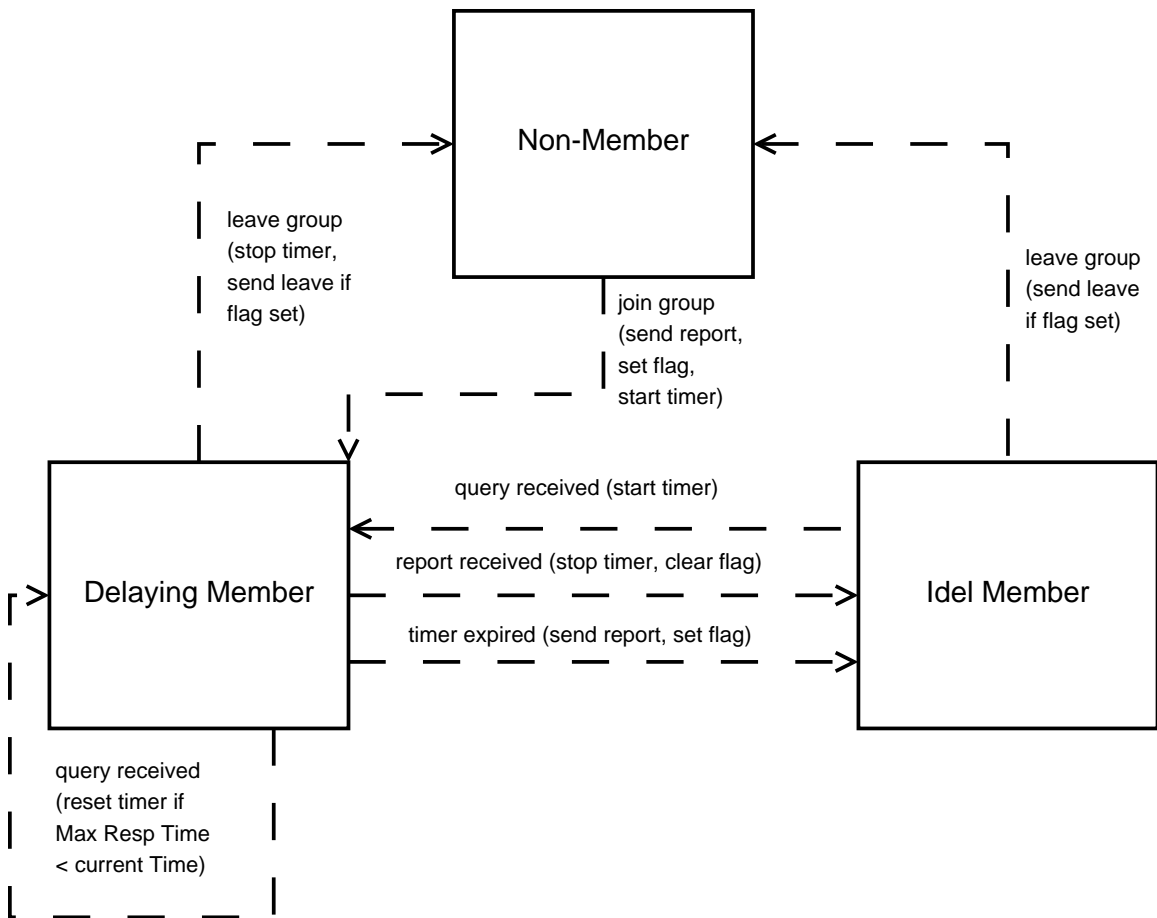 Non-Member
leave group
(stop timer,
send leave if
flag set)
leave group
(send leave
if flag set)
join group
(send report,
set flag,
start timer)
query received (start timer)
report received (stop timer, clear flag)
Delaying Member
Idel Member
timer expired (send report, set flag)
query received
(reset timer if
Max Resp Time
< current Time)